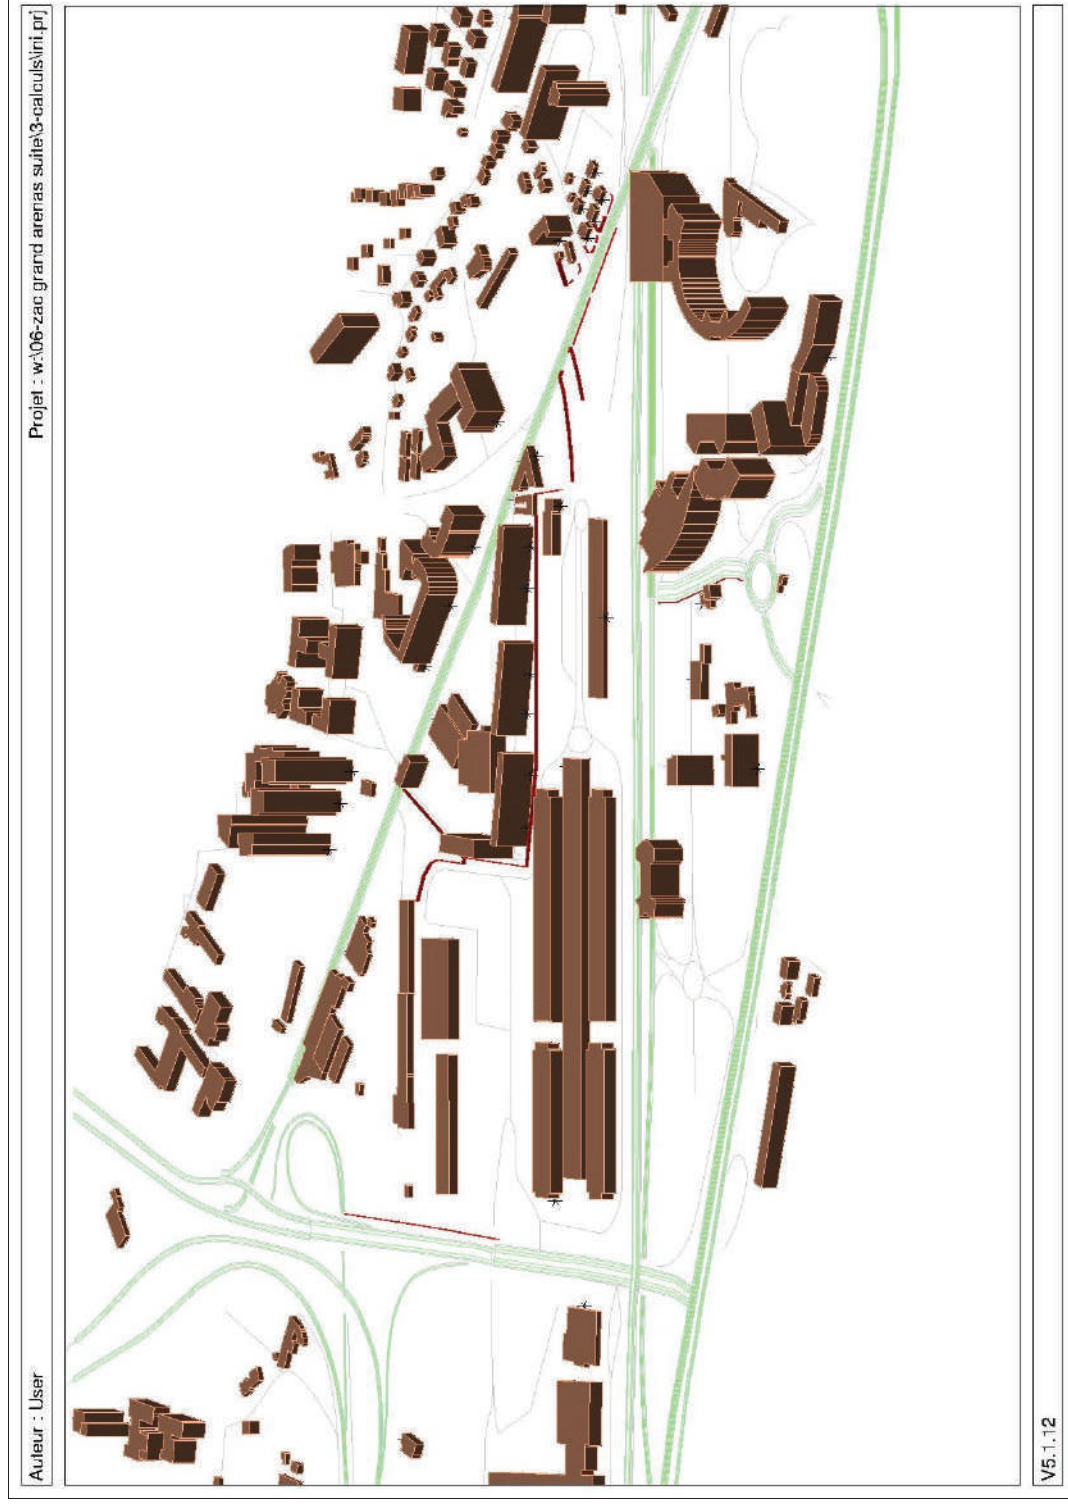 Auteur : User
Projet : w:\06-zac grand arenas suite\3-calculs\ini.prj
V5.1.12